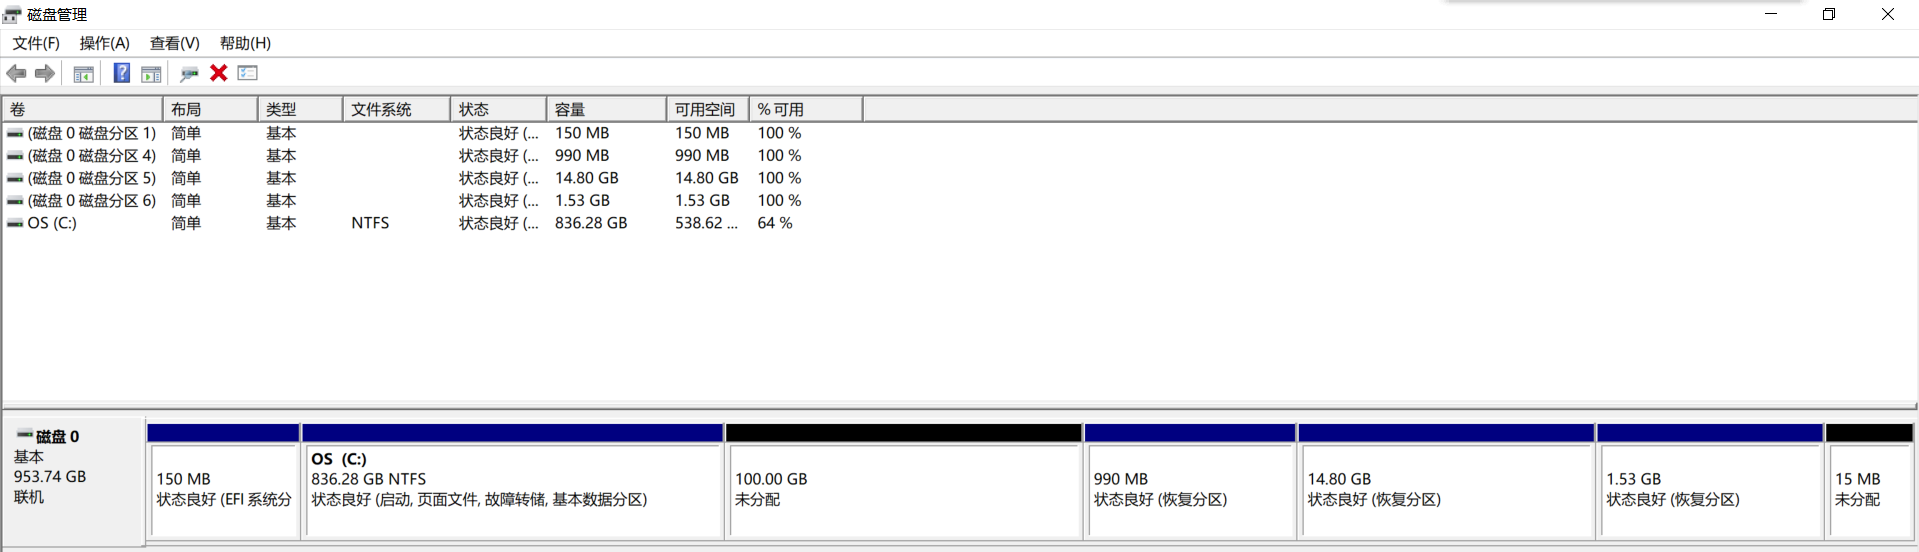 磁盘管理
文件(F) 操作(A) 查看(V) 帮助(H)
卷 布局 类型 文件系统 状态 容量 可用空间 % 可用
(磁盘 0 磁盘分区 1) 简单 基本 状态良好 (... 150 MB 150 MB 100 %
(磁盘 0 磁盘分区 4) 简单 基本 状态良好 (... 990 MB 990 MB 100 %
(磁盘 0 磁盘分区 5) 简单 基本 状态良好 (... 14.80 GB 14.80 GB 100 %
(磁盘 0 磁盘分区 6) 简单 基本 状态良好 (... 1.53 GB 1.53 GB 100 %
OS (C:) 简单 基本 NTFS 状态良好 (... 836.28 GB 538.62 ... 64 %
磁盘 0
基本
953.74 GB
联机
150 MB
状态良好 (EFI 系统分
OS (C:)
836.28 GB NTFS
状态良好 (启动, 页面文件, 故障转储, 基本数据分区)
100.00 GB
未分配
990 MB
状态良好 (恢复分区)
14.80 GB
状态良好 (恢复分区)
1.53 GB
状态良好 (恢复分区)
15 MB
未分配